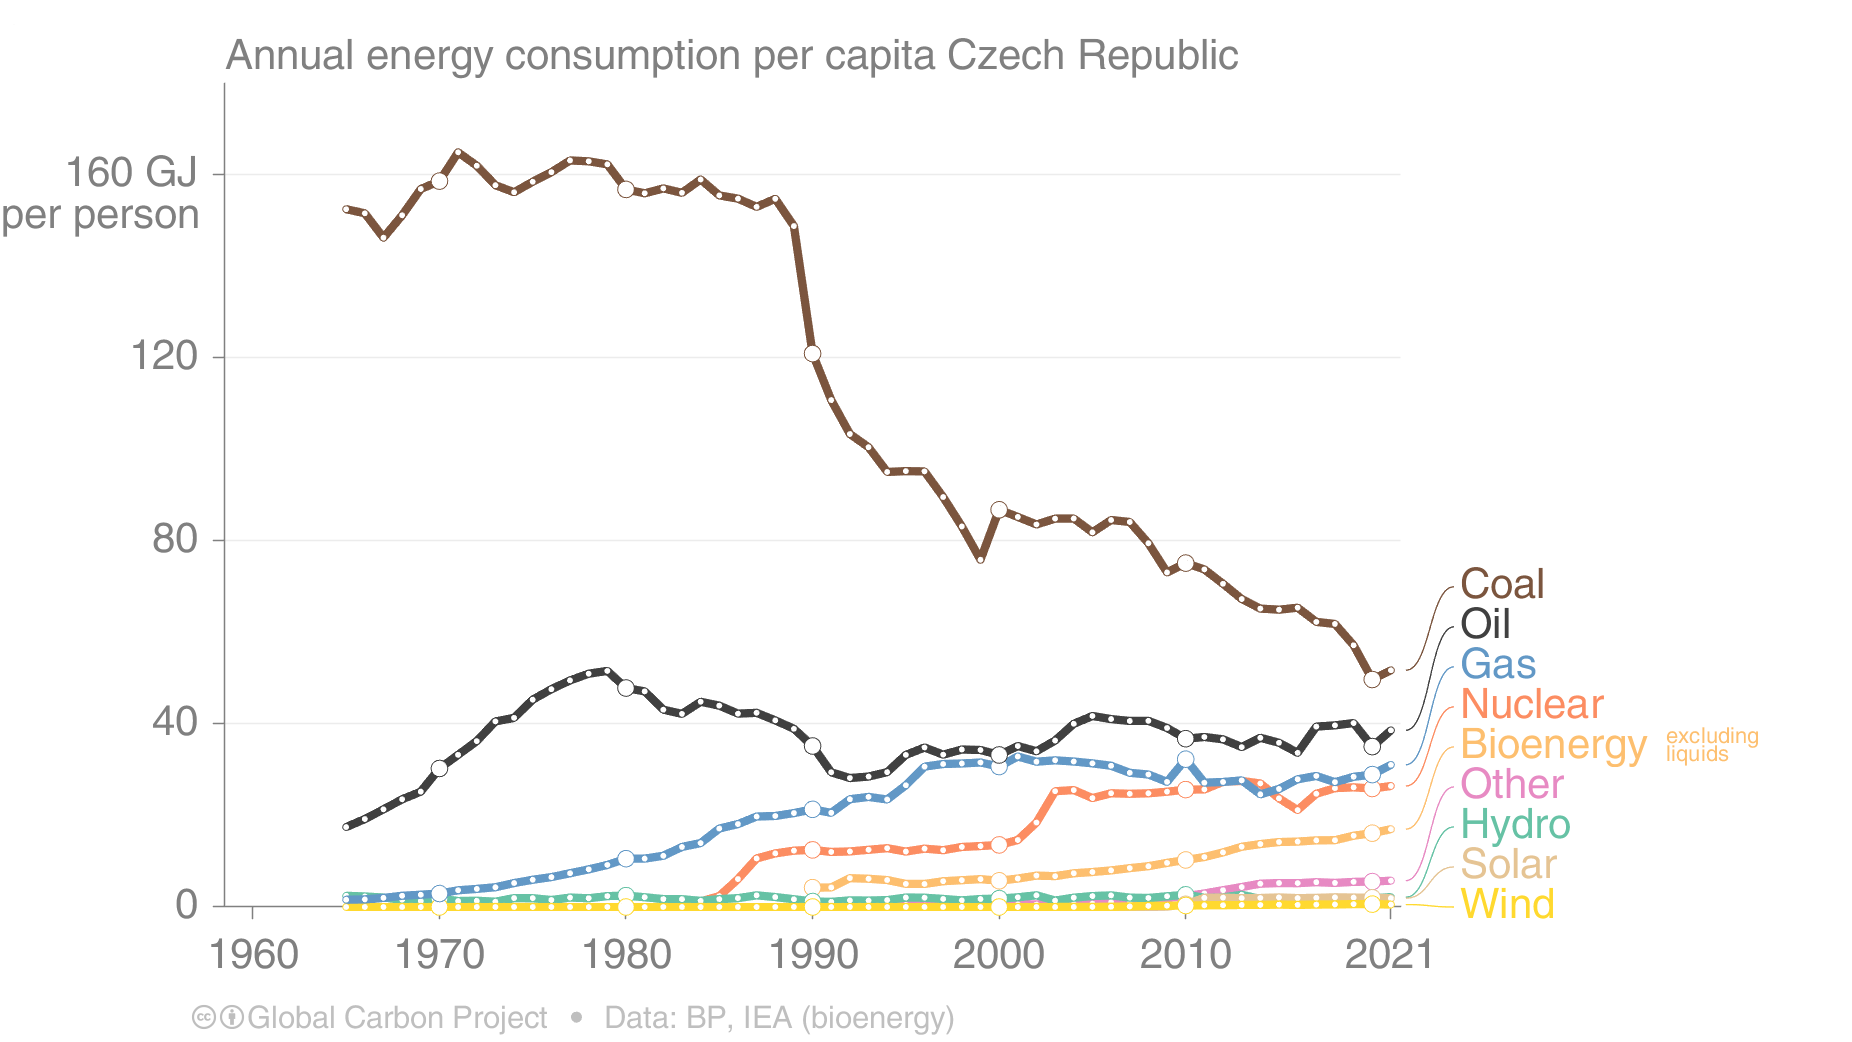 Annual energy consumption per capita Czech Republic
160 GJ
per person
120
80
40
0
1960
1970
1980
1990
2000
2010
2021
Coal
Oil
Gas
Nuclear
Bioenergy excluding
liquids
Other
Hydro
Solar
Wind
cc Global Carbon Project • Data: BP, IEA (bioenergy)